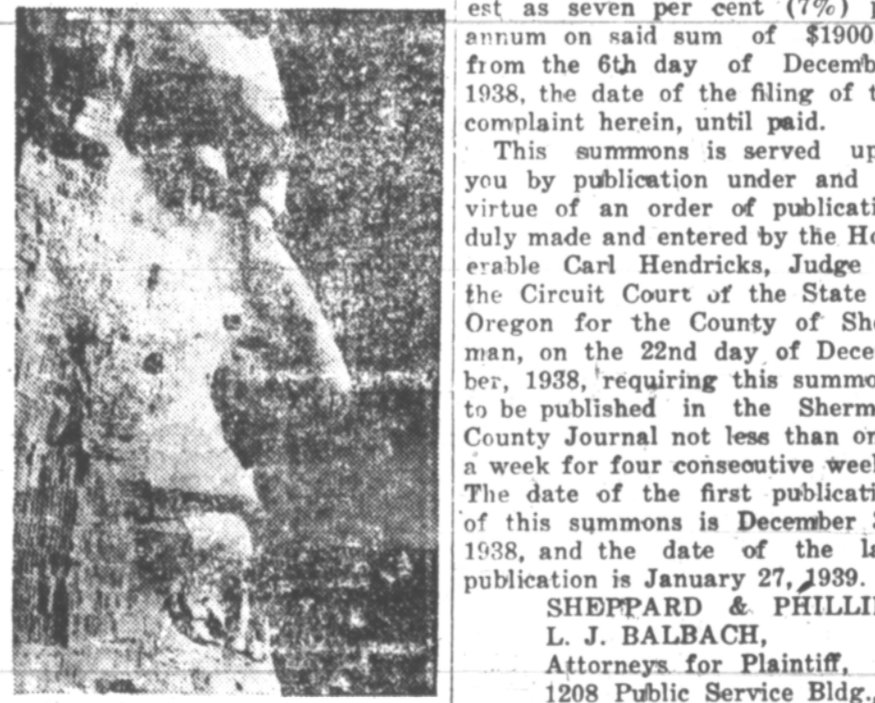 est as seven per cent (7%) p
annum on said sum of $1900
from the 6th day of Decemb
1938, the date of the filing of t
complaint herein, until paid.
This summons is served up
you by publication under and
virtue of an order of publicati
duly made and entered by the Ho
erable Carl Hendricks, Judge
the Circuit Court of the State
Oregon for the County of She
man, on the 22nd day of Decem
ber, 1938, requiring this summo
to be published in the Sherm
County Journal not less than on
a week for four consecutive week
The date of the first publicati
of this summons is December
1938, and the date of the la
publication is January 27, 1939.
SHEPPARD & PHILLI
L. J. BALBACH,
Attorneys for Plaintiff,
1208 Public Service Bldg.,